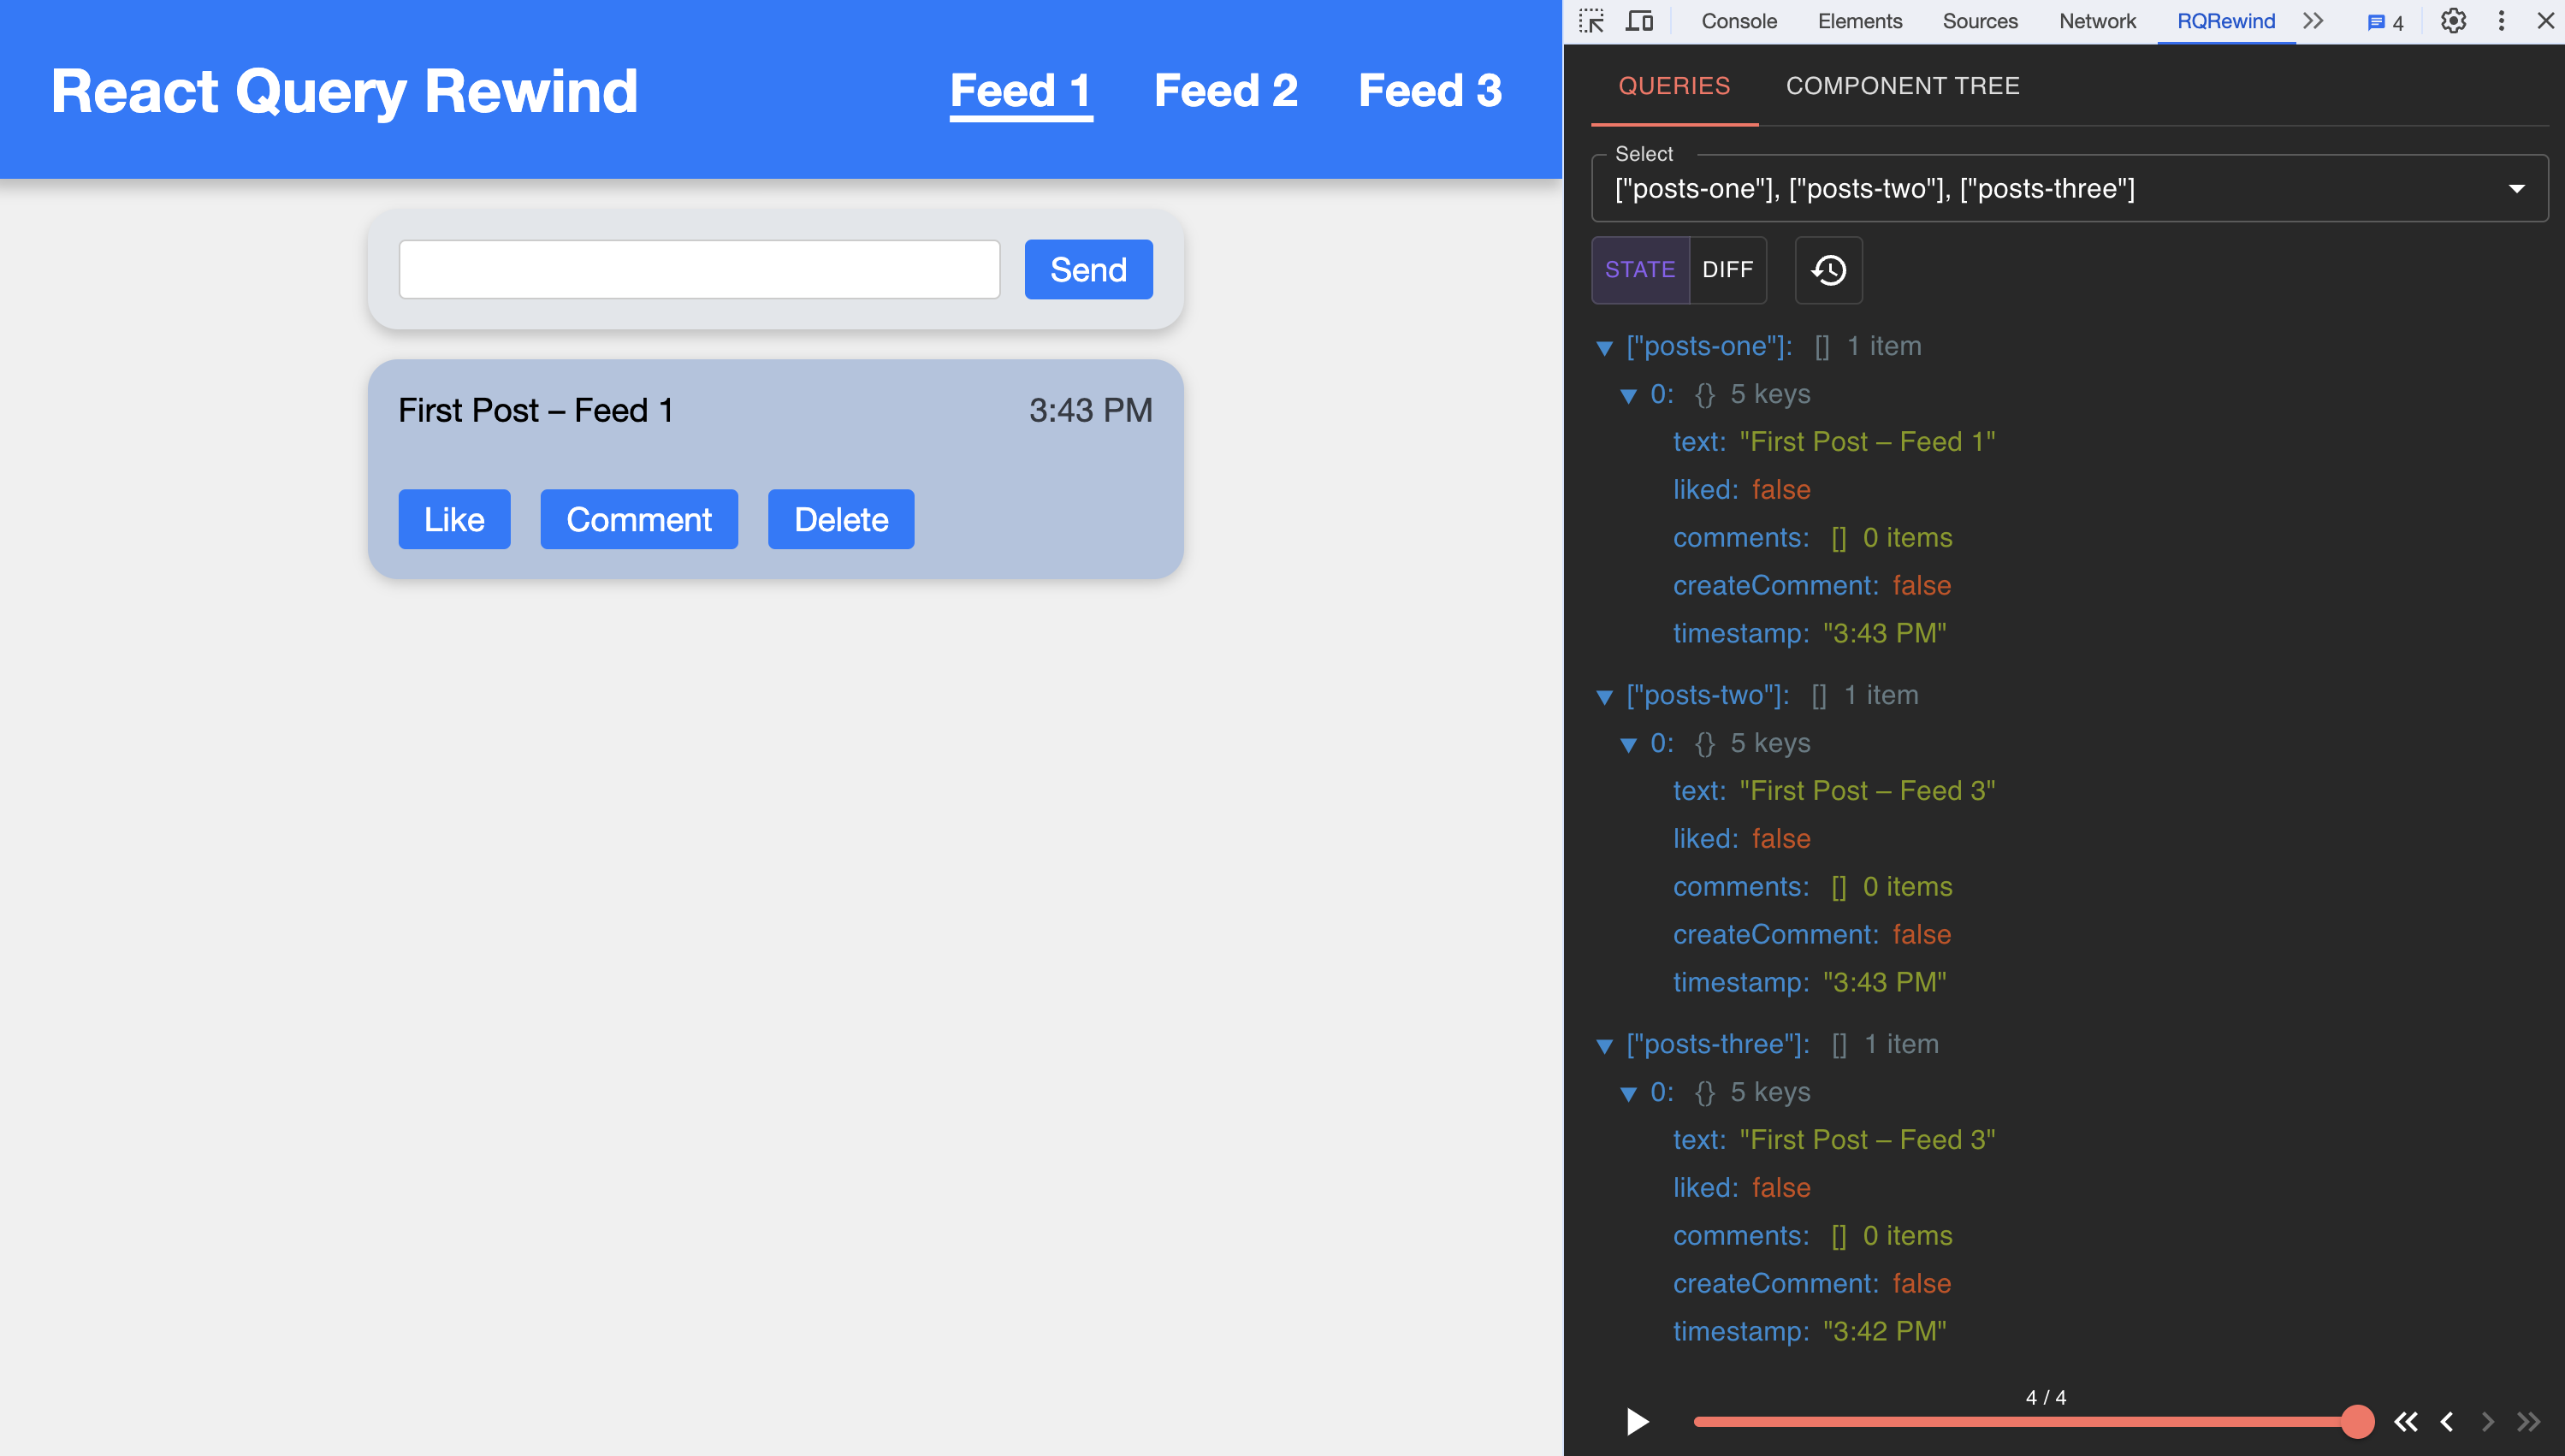 React Query Rewind
Feed 1 Feed 2 Feed 3
Send
First Post – Feed 1 3:43 PM
Like Comment Delete
Console Elements Sources Network RQRewind 4
QUERIES COMPONENT TREE
Select
["posts-one"], ["posts-two"], ["posts-three"]
STATE DIFF
["posts-one"]: [] 1 item
0: {} 5 keys
text: "First Post – Feed 1"
liked: false
comments: [] 0 items
createComment: false
timestamp: "3:43 PM"
["posts-two"]: [] 1 item
0: {} 5 keys
text: "First Post – Feed 3"
liked: false
comments: [] 0 items
createComment: false
timestamp: "3:43 PM"
["posts-three"]: [] 1 item
0: {} 5 keys
text: "First Post – Feed 3"
liked: false
comments: [] 0 items
createComment: false
timestamp: "3:42 PM"
4 / 4